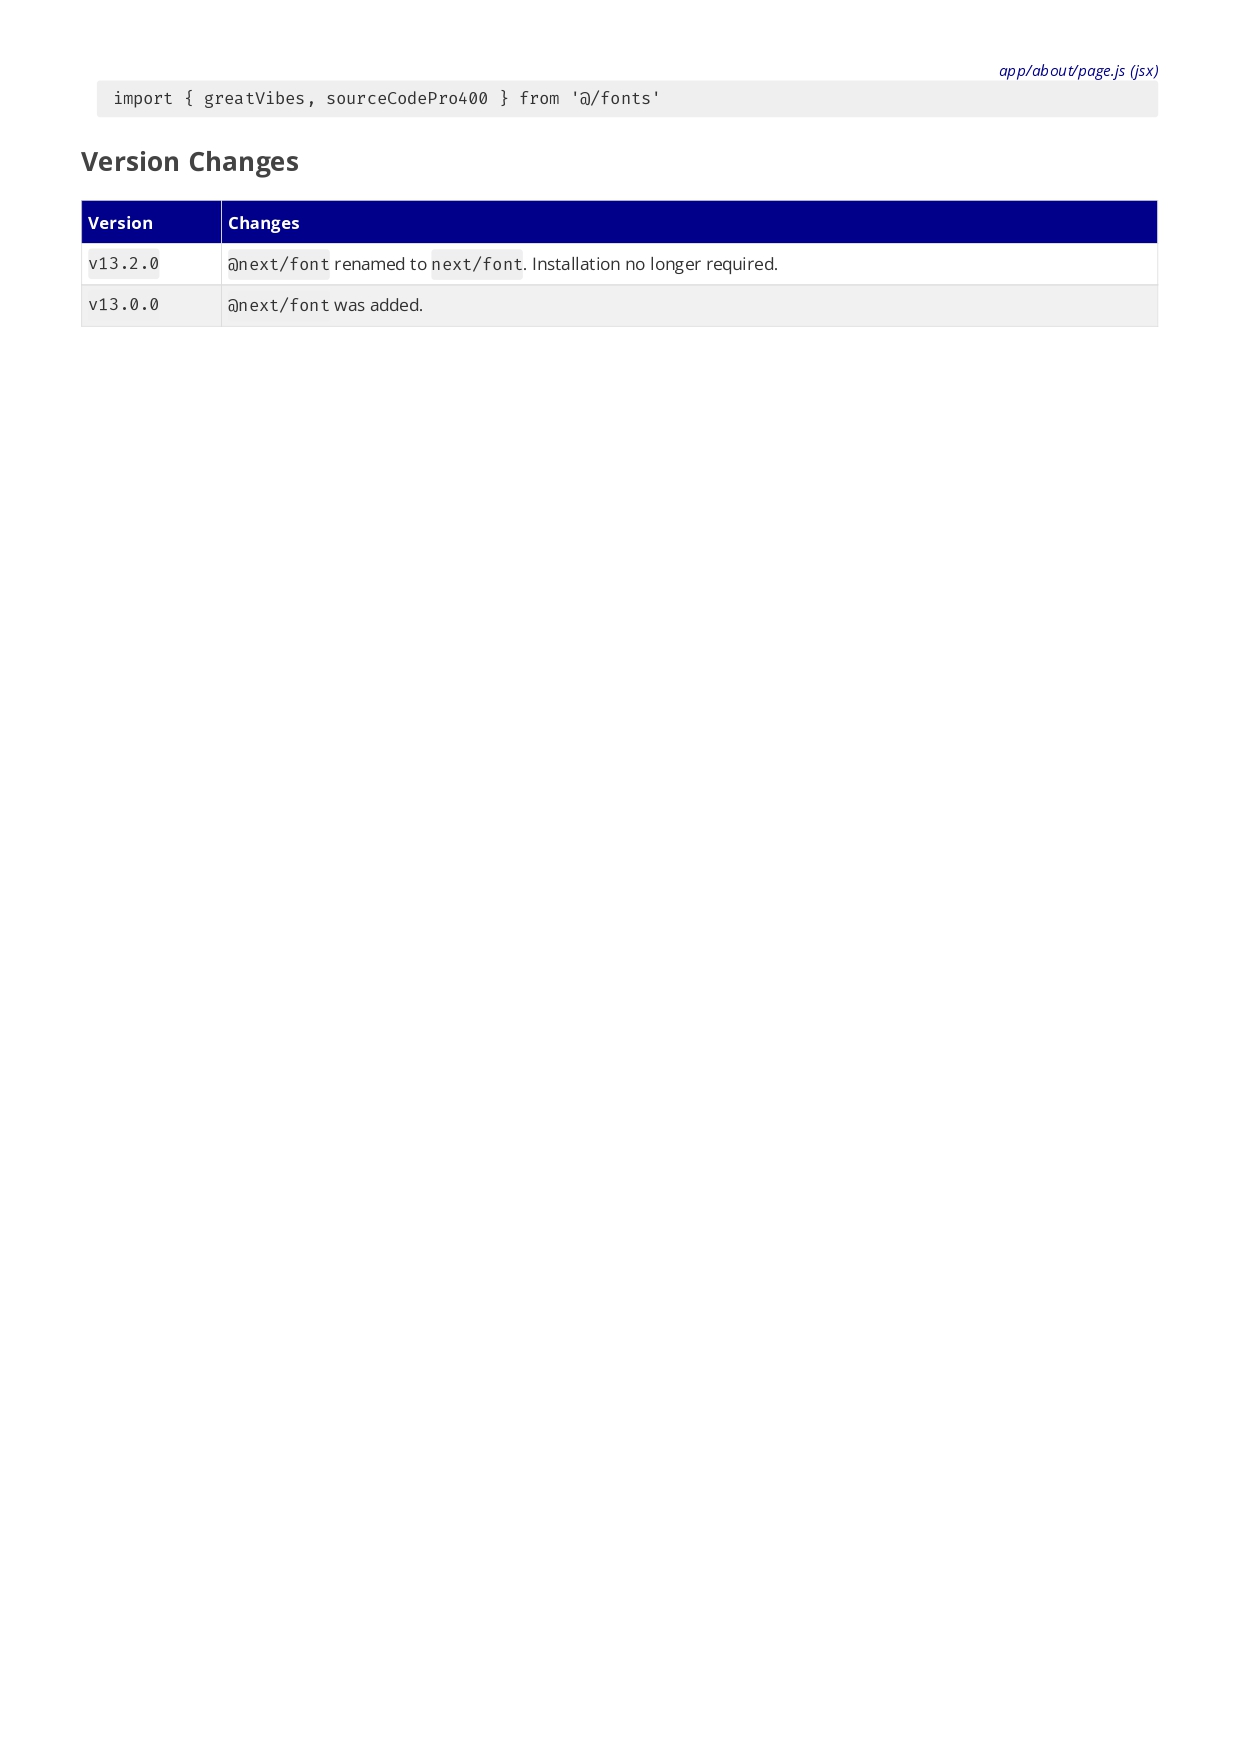 app/about/page.js (jsx)
import { greatVibes, sourceCodePro400 } from '@/fonts'
Version Changes
Version Changes
v13.2.0 @next/font renamed to next/font. Installation no longer required.
v13.0.0 @next/font was added.